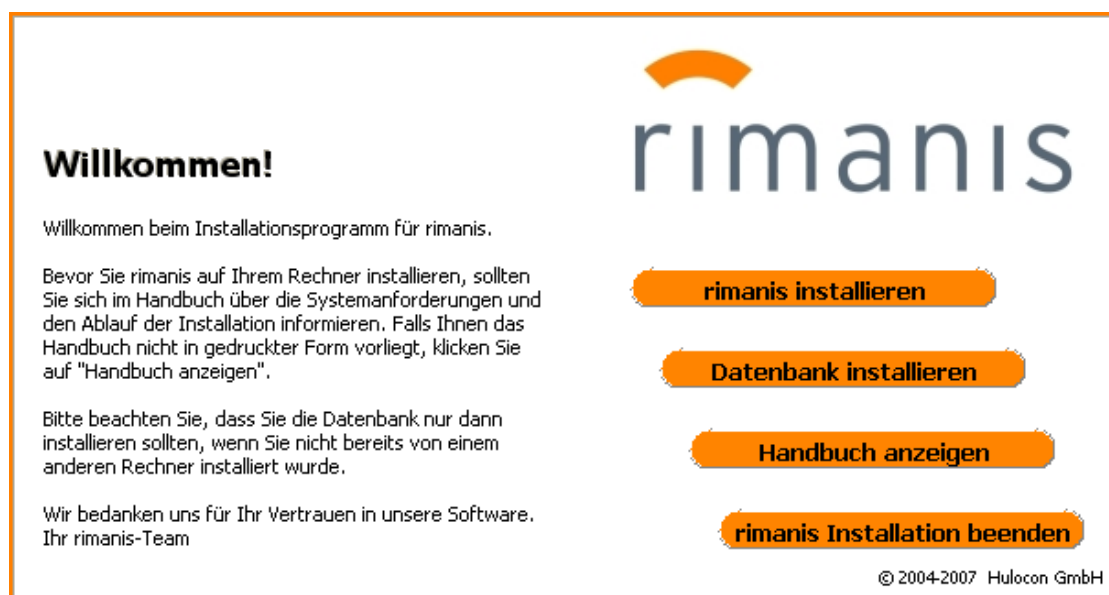 rimanis
Willkommen!
Willkommen beim Installationsprogramm für rimanis.
Bevor Sie rimanis auf Ihrem Rechner installieren, sollten
Sie sich im Handbuch über die Systemanforderungen und
den Ablauf der Installation informieren. Falls Ihnen das
Handbuch nicht in gedruckter Form vorliegt, klicken Sie
auf "Handbuch anzeigen".
Bitte beachten Sie, dass Sie die Datenbank nur dann
installieren sollten, wenn Sie nicht bereits von einem
anderen Rechner installiert wurde.
Wir bedanken uns für Ihr Vertrauen in unsere Software.
Ihr rimanis-Team
rimanis installieren
Datenbank installieren
Handbuch anzeigen
rimanis Installation beenden
© 2004-2007 Hulocon GmbH